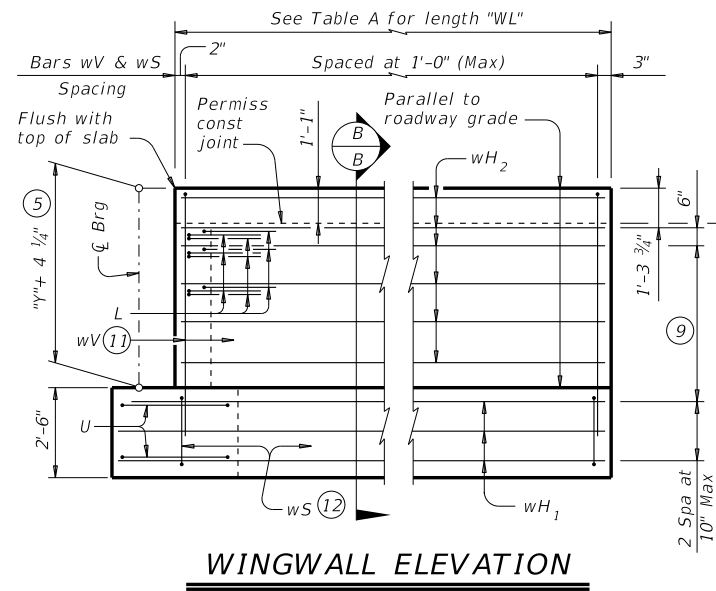 See Table A for length "WL"
2"
Bars wV & wS
Spacing
Spaced at 1'-0" (Max)
3"
Flush with
top of slab
Permiss
const
joint
1'-1"
B
B
Parallel to
roadway grade
wH2
6"
1'-3 3/4"
5
"Y"+ 4 1/4"
℄ Brg
L
wV 11
9
2'-6"
U
wS 12
wH1
2 Spa at
10" Max
WINGWALL ELEVATION